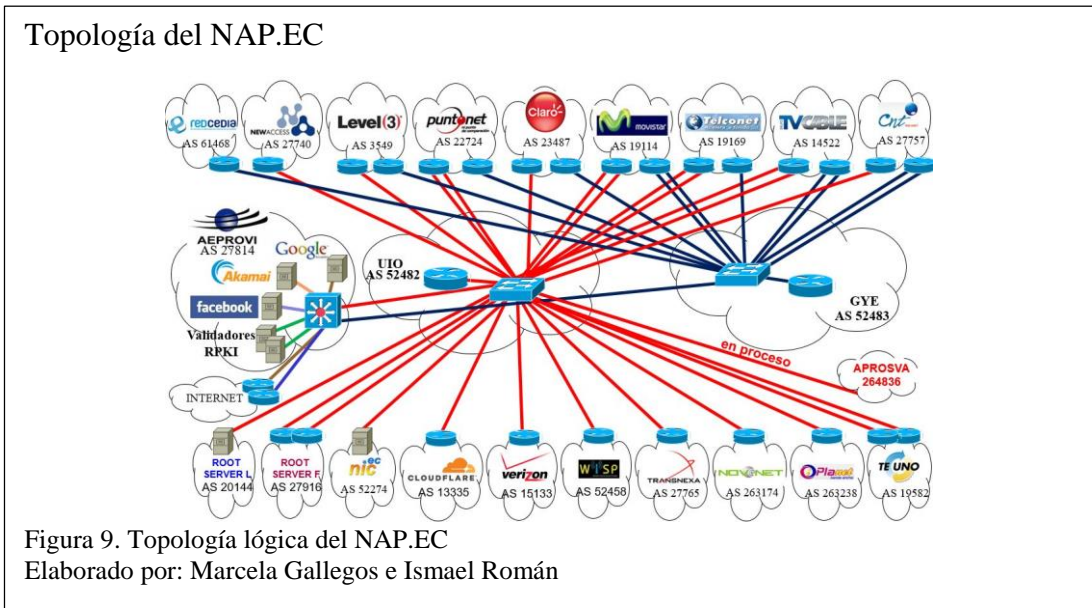 Topología del NAP.EC
redcedia
AS 61468
NEWACCESS
AS 27740
Level(3)
AS 3549
puntonet
AS 22724
Claro
AS 23487
movistar
AS 19114
Telconet
AS 19169
TVCABLE
AS 14522
Cnt
AS 27757
AEPROVI
AS 27814
Google
Akamai
facebook
Validadores
RPKI
INTERNET
UIO
AS 52482
GYE
AS 52483
en proceso
APROSVA
264836
ROOT
SERVER L
AS 20144
ROOT
SERVER F
AS 27916
nic ec
AS 52274
CLOUDFLARE
AS 13335
verizon
AS 15133
WISP
AS 52458
TRANSNEXA
AS 27765
NOVANET
AS 263174
Planet
AS 263238
TE UNO
AS 19582
Figura 9. Topología lógica del NAP.EC
Elaborado por: Marcela Gallegos e Ismael Román